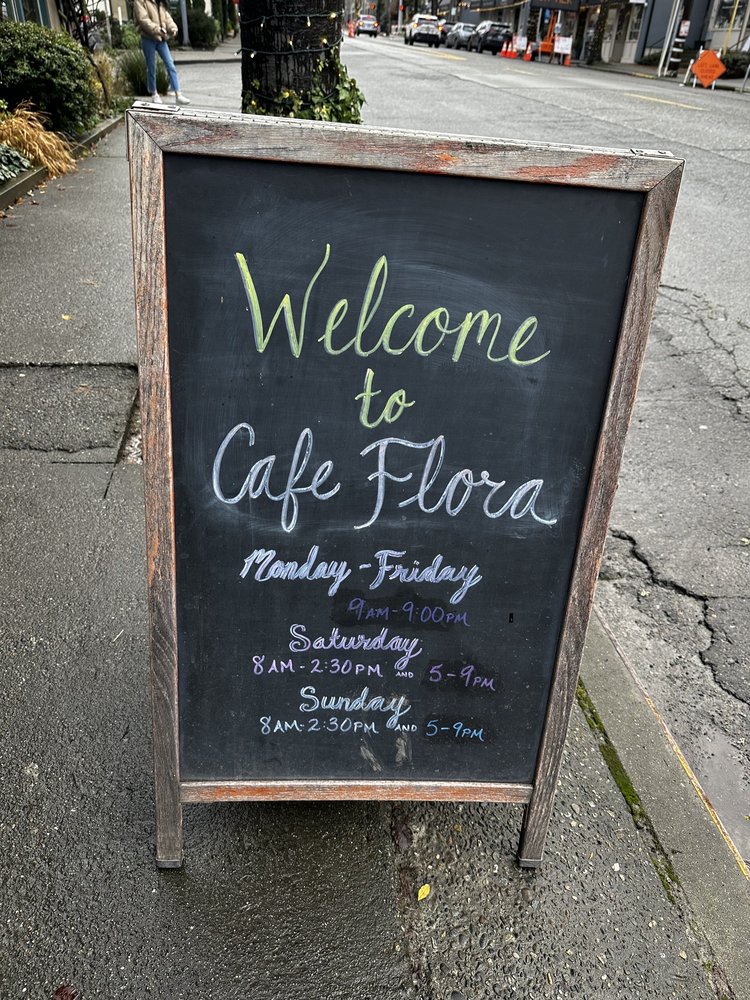 Welcome
to
Cafe Flora
Monday - Friday
9AM - 9:00PM
Saturday
8AM - 2:30PM AND 5-9PM
Sunday
8AM - 2:30PM AND 5-9PM